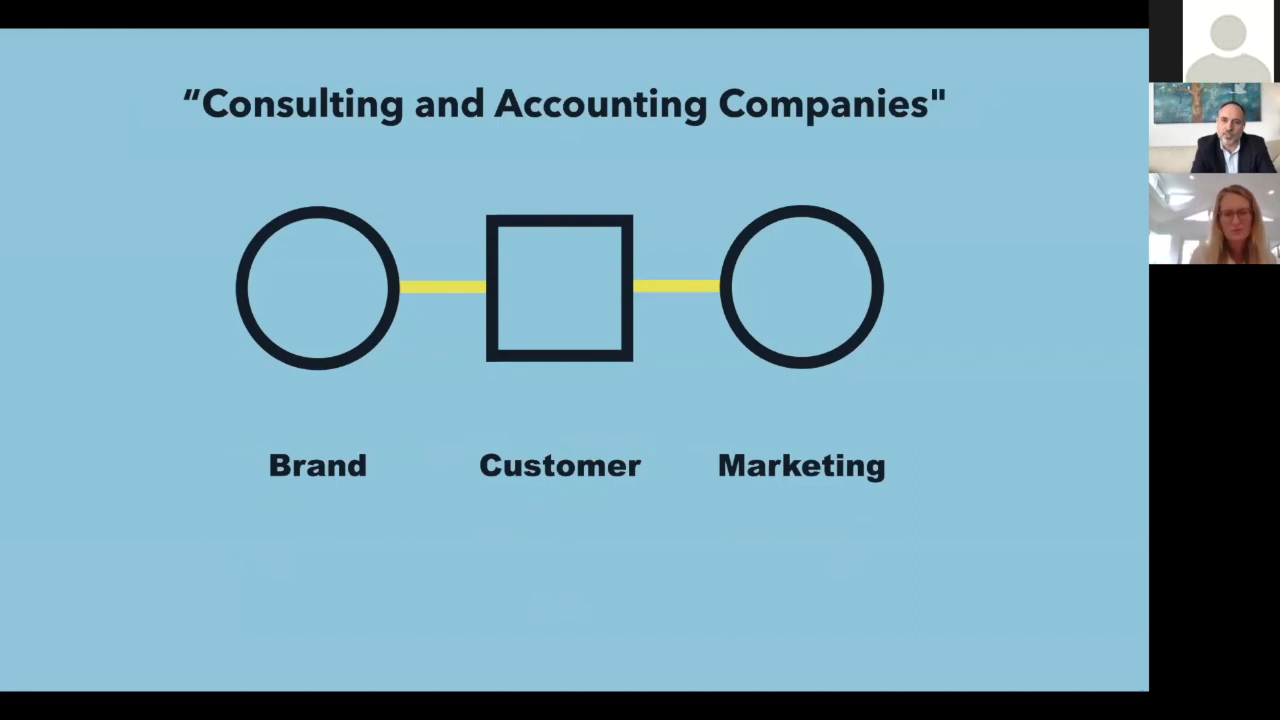 “Consulting and Accounting Companies"
Brand Customer Marketing